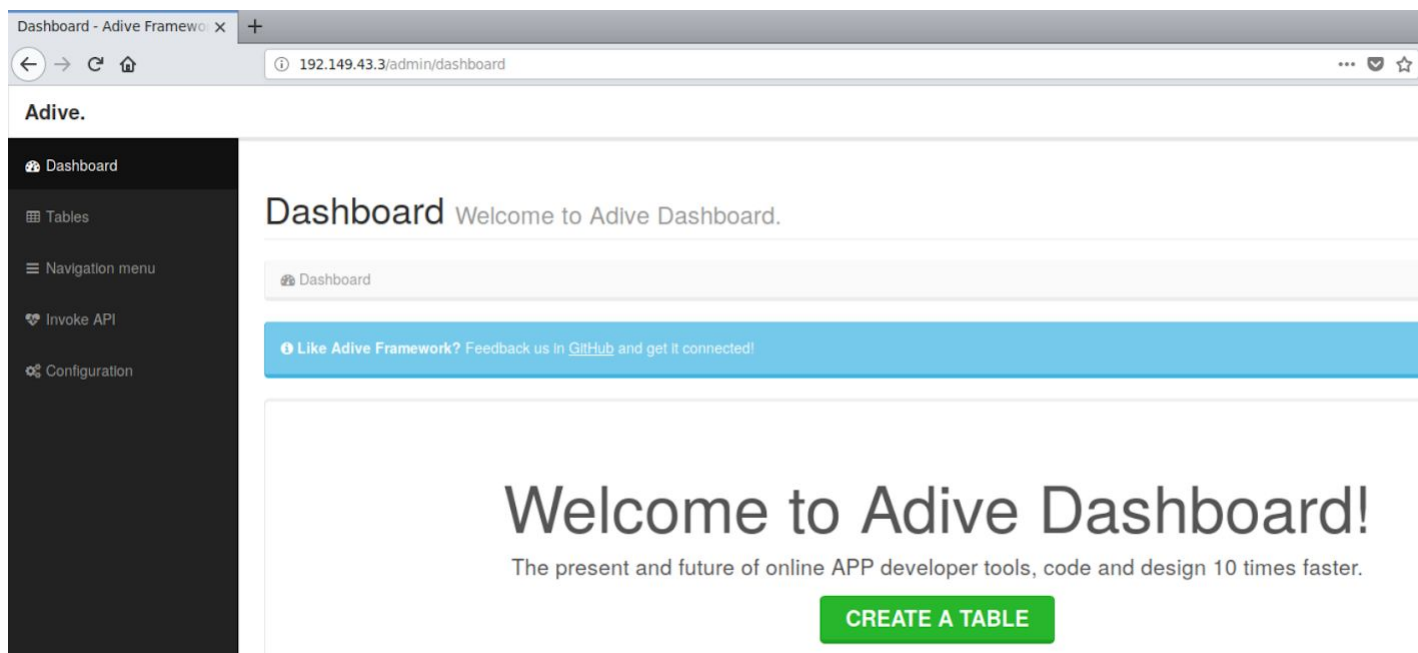 Dashboard - Adive Framewo
192.149.43.3/admin/dashboard
Adive.
Dashboard
Tables
Navigation menu
Invoke API
Configuration
Dashboard Welcome to Adive Dashboard.
Dashboard
Like Adive Framework? Feedback us in GitHub and get it connected!
Welcome to Adive Dashboard!
The present and future of online APP developer tools, code and design 10 times faster.
CREATE A TABLE